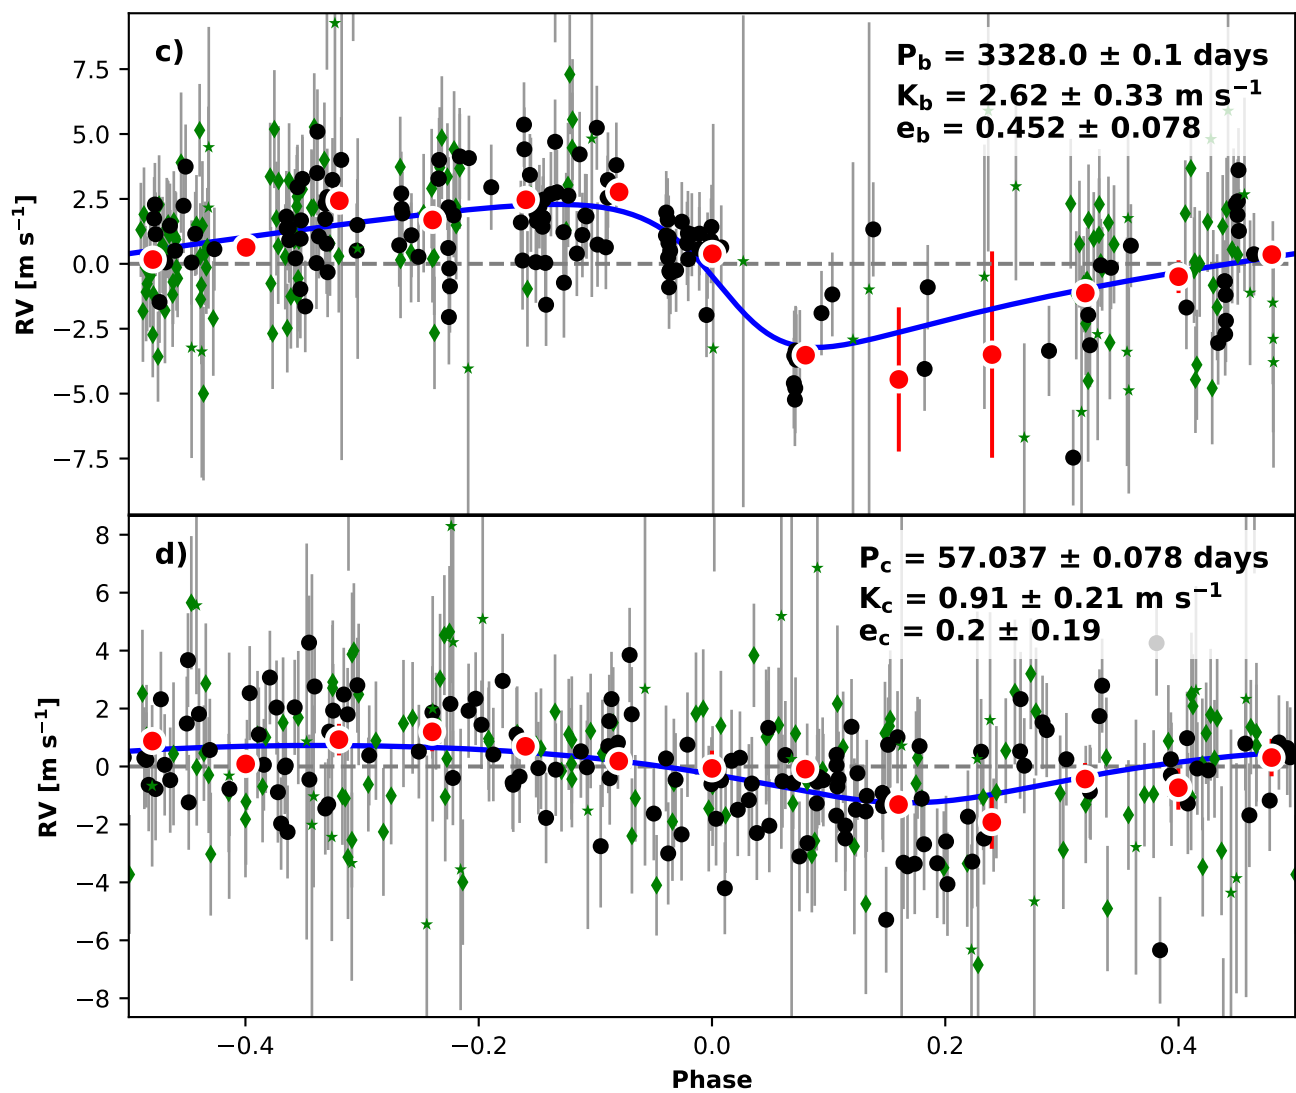 c)
P_b = 3328.0 ± 0.1 days
K_b = 2.62 ± 0.33 m s⁻¹
e_b = 0.452 ± 0.078
7.5
5.0
2.5
0.0
−2.5
−5.0
−7.5
RV [m s⁻¹]
d)
P_c = 57.037 ± 0.078 days
K_c = 0.91 ± 0.21 m s⁻¹
e_c = 0.2 ± 0.19
8
6
4
2
0
−2
−4
−6
−8
RV [m s⁻¹]
−0.4 −0.2 0.0 0.2 0.4
Phase